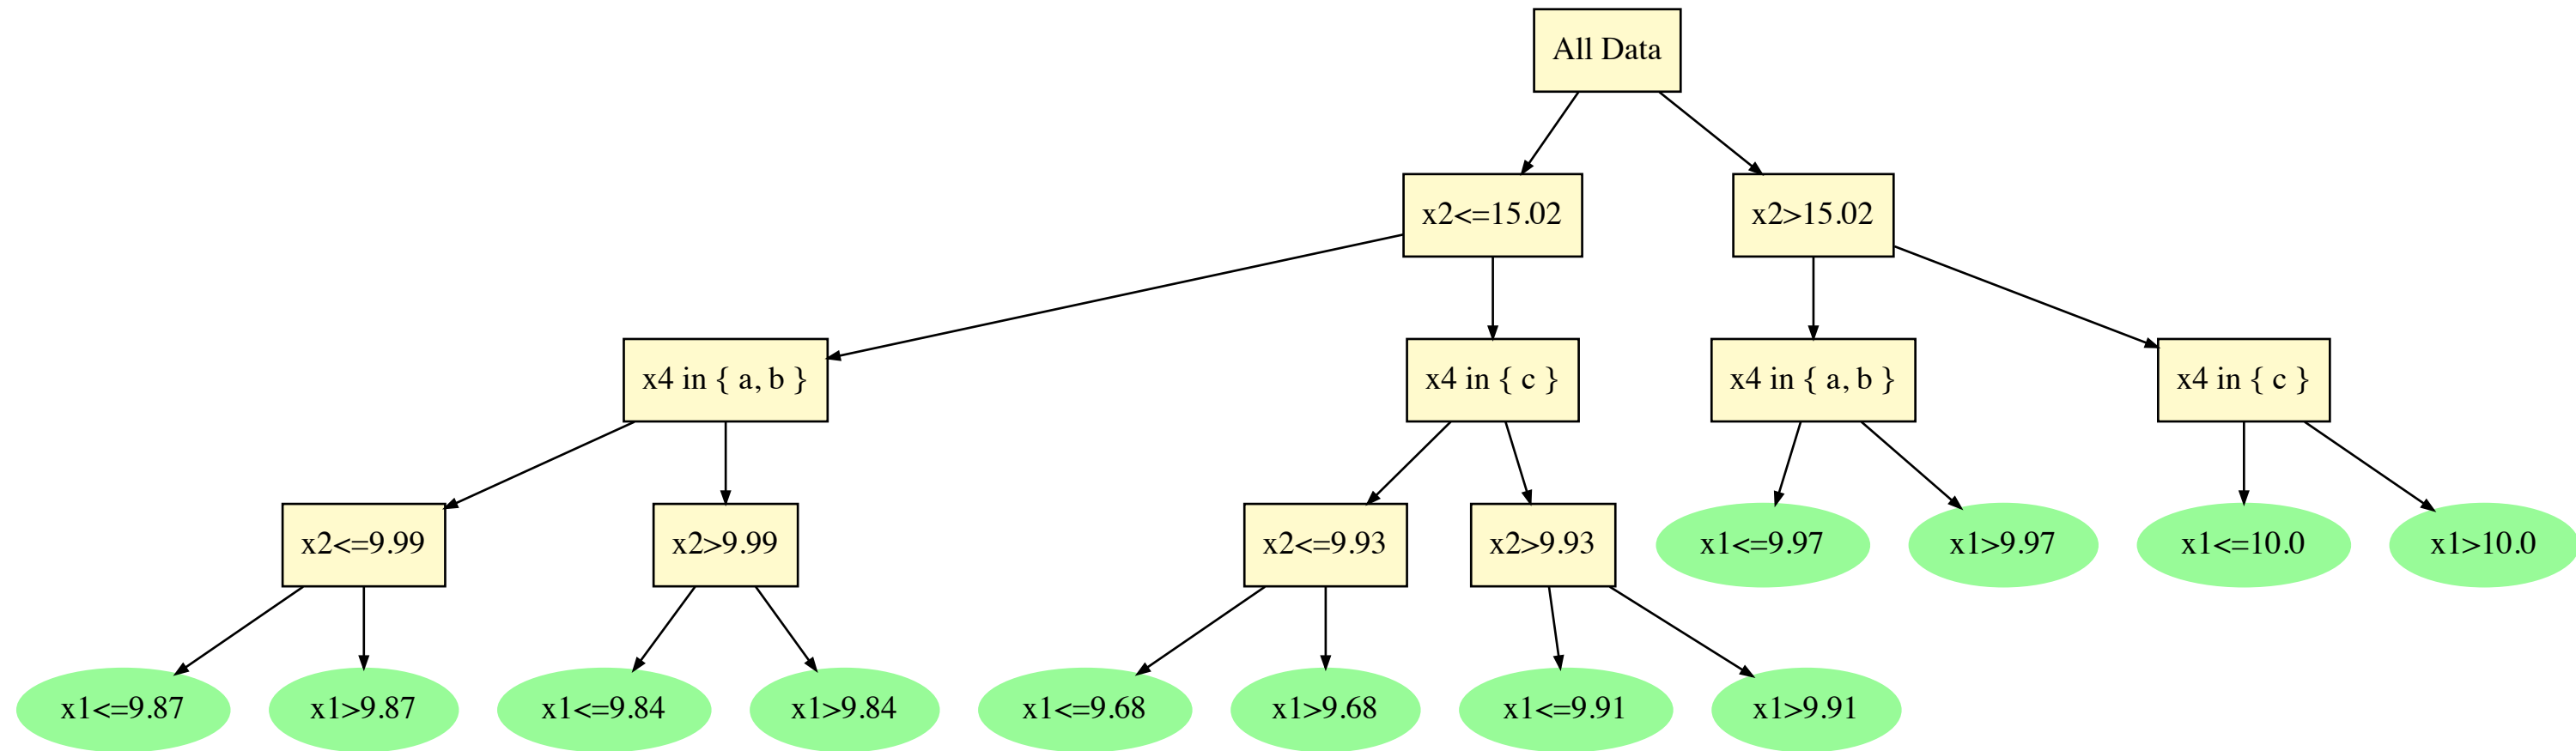 All Data
x2<=15.02
x2>15.02
x4 in { a, b }
x4 in { c }
x4 in { a, b }
x4 in { c }
x2<=9.99
x2>9.99
x2<=9.93
x2>9.93
x1<=9.97
x1>9.97
x1<=10.0
x1>10.0
x1<=9.87
x1>9.87
x1<=9.84
x1>9.84
x1<=9.68
x1>9.68
x1<=9.91
x1>9.91